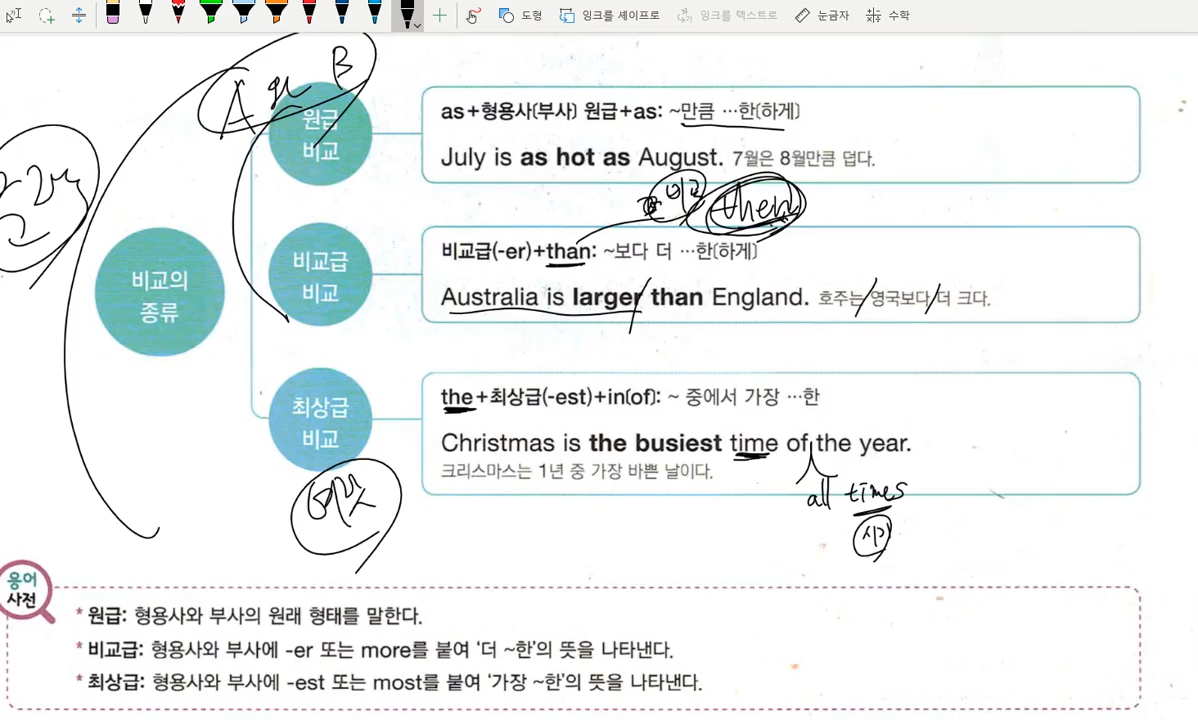 도형 잉크를 셰이프로 잉크를 텍스트로 눈금자 수학
A B
원급
비교
as+형용사(부사) 원급+as: ~만큼 …한(하게)
July is as hot as August. 7월은 8월만큼 덥다.
비교
then
비교의
종류
비교급
비교
비교급(-er)+than: ~보다 더 …한(하게)
Australia is larger than England. 호주는 영국보다 더 크다.
최상급
비교
the+최상급(-est)+in(of): ~ 중에서 가장 …한
Christmas is the busiest time of the year.
크리스마스는 1년 중 가장 바쁜 날이다.
all times
용어
사전
* 원급: 형용사와 부사의 원래 형태를 말한다.
* 비교급: 형용사와 부사에 -er 또는 more를 붙여 '더 ~한'의 뜻을 나타낸다.
* 최상급: 형용사와 부사에 -est 또는 most를 붙여 '가장 ~한'의 뜻을 나타낸다.